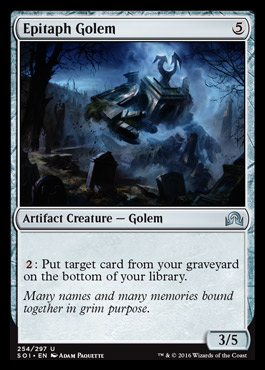 Epitaph Golem 5
Artifact Creature — Golem
2: Put target card from your graveyard
on the bottom of your library.
Many names and many memories bound
together in grim purpose.
3/5
254/297 U
SOI • EN ADAM PAQUETTE
™ & © 2016 Wizards of the Coast